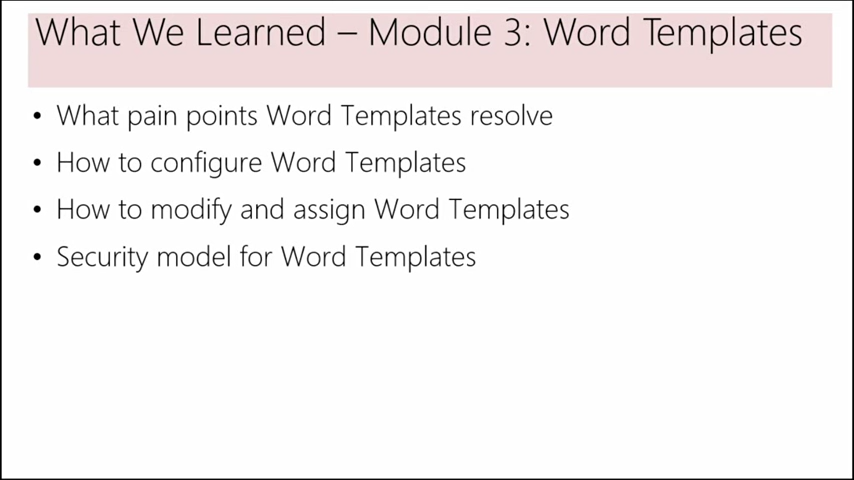 What We Learned – Module 3: Word Templates
• What pain points Word Templates resolve
• How to configure Word Templates
• How to modify and assign Word Templates
• Security model for Word Templates